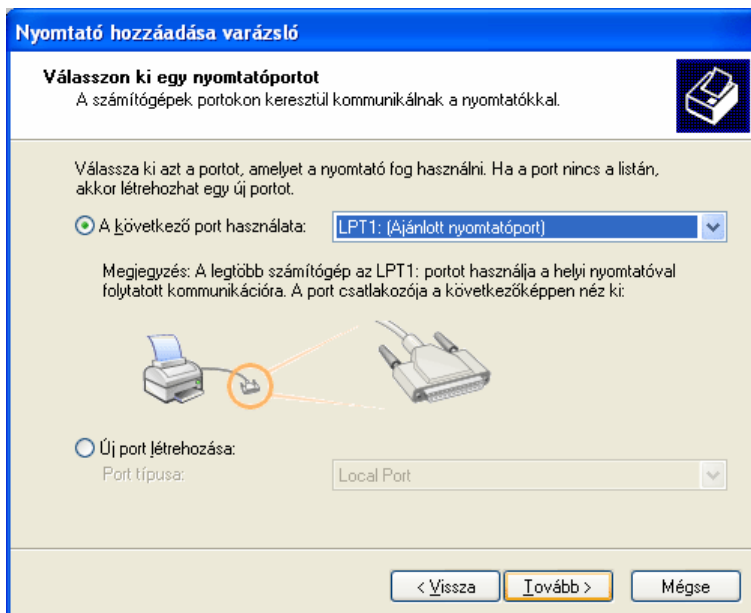 Nyomtató hozzáadása varázsló
Válasszon ki egy nyomtatóportot
A számítógépek portokon keresztül kommunikálnak a nyomtatókkal.
Válassza ki azt a portot, amelyet a nyomtató fog használni. Ha a port nincs a listán,
akkor létrehozhat egy új portot.
A következő port használata:
LPT1: (Ajánlott nyomtatóport)
Megjegyzés: A legtöbb számítógép az LPT1: portot használja a helyi nyomtatóval
folytatott kommunikációra. A port csatlakozója a következőképpen néz ki:
Új port létrehozása:
Port típusa:
Local Port
< Vissza
Tovább >
Mégse